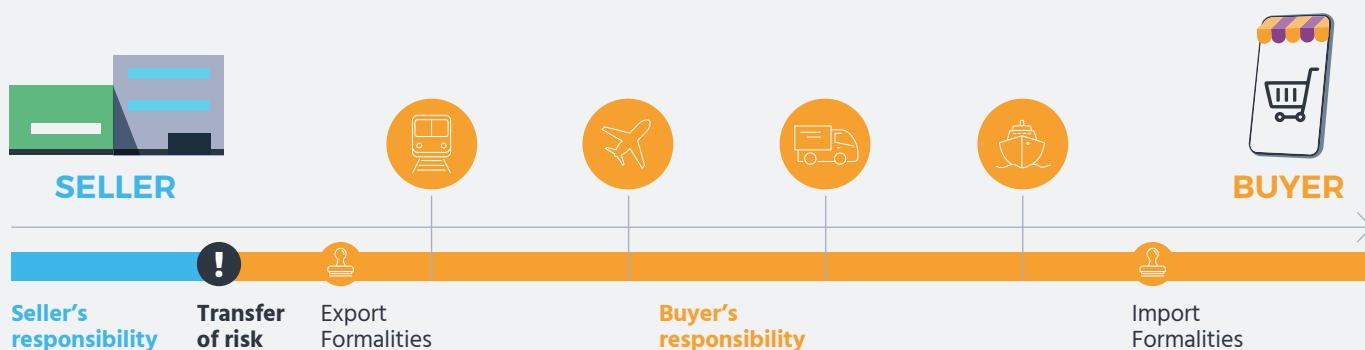 SELLER
BUYER
!
Seller’s
responsibility
Transfer
of risk
Export
Formalities
Buyer’s
responsibility
Import
Formalities